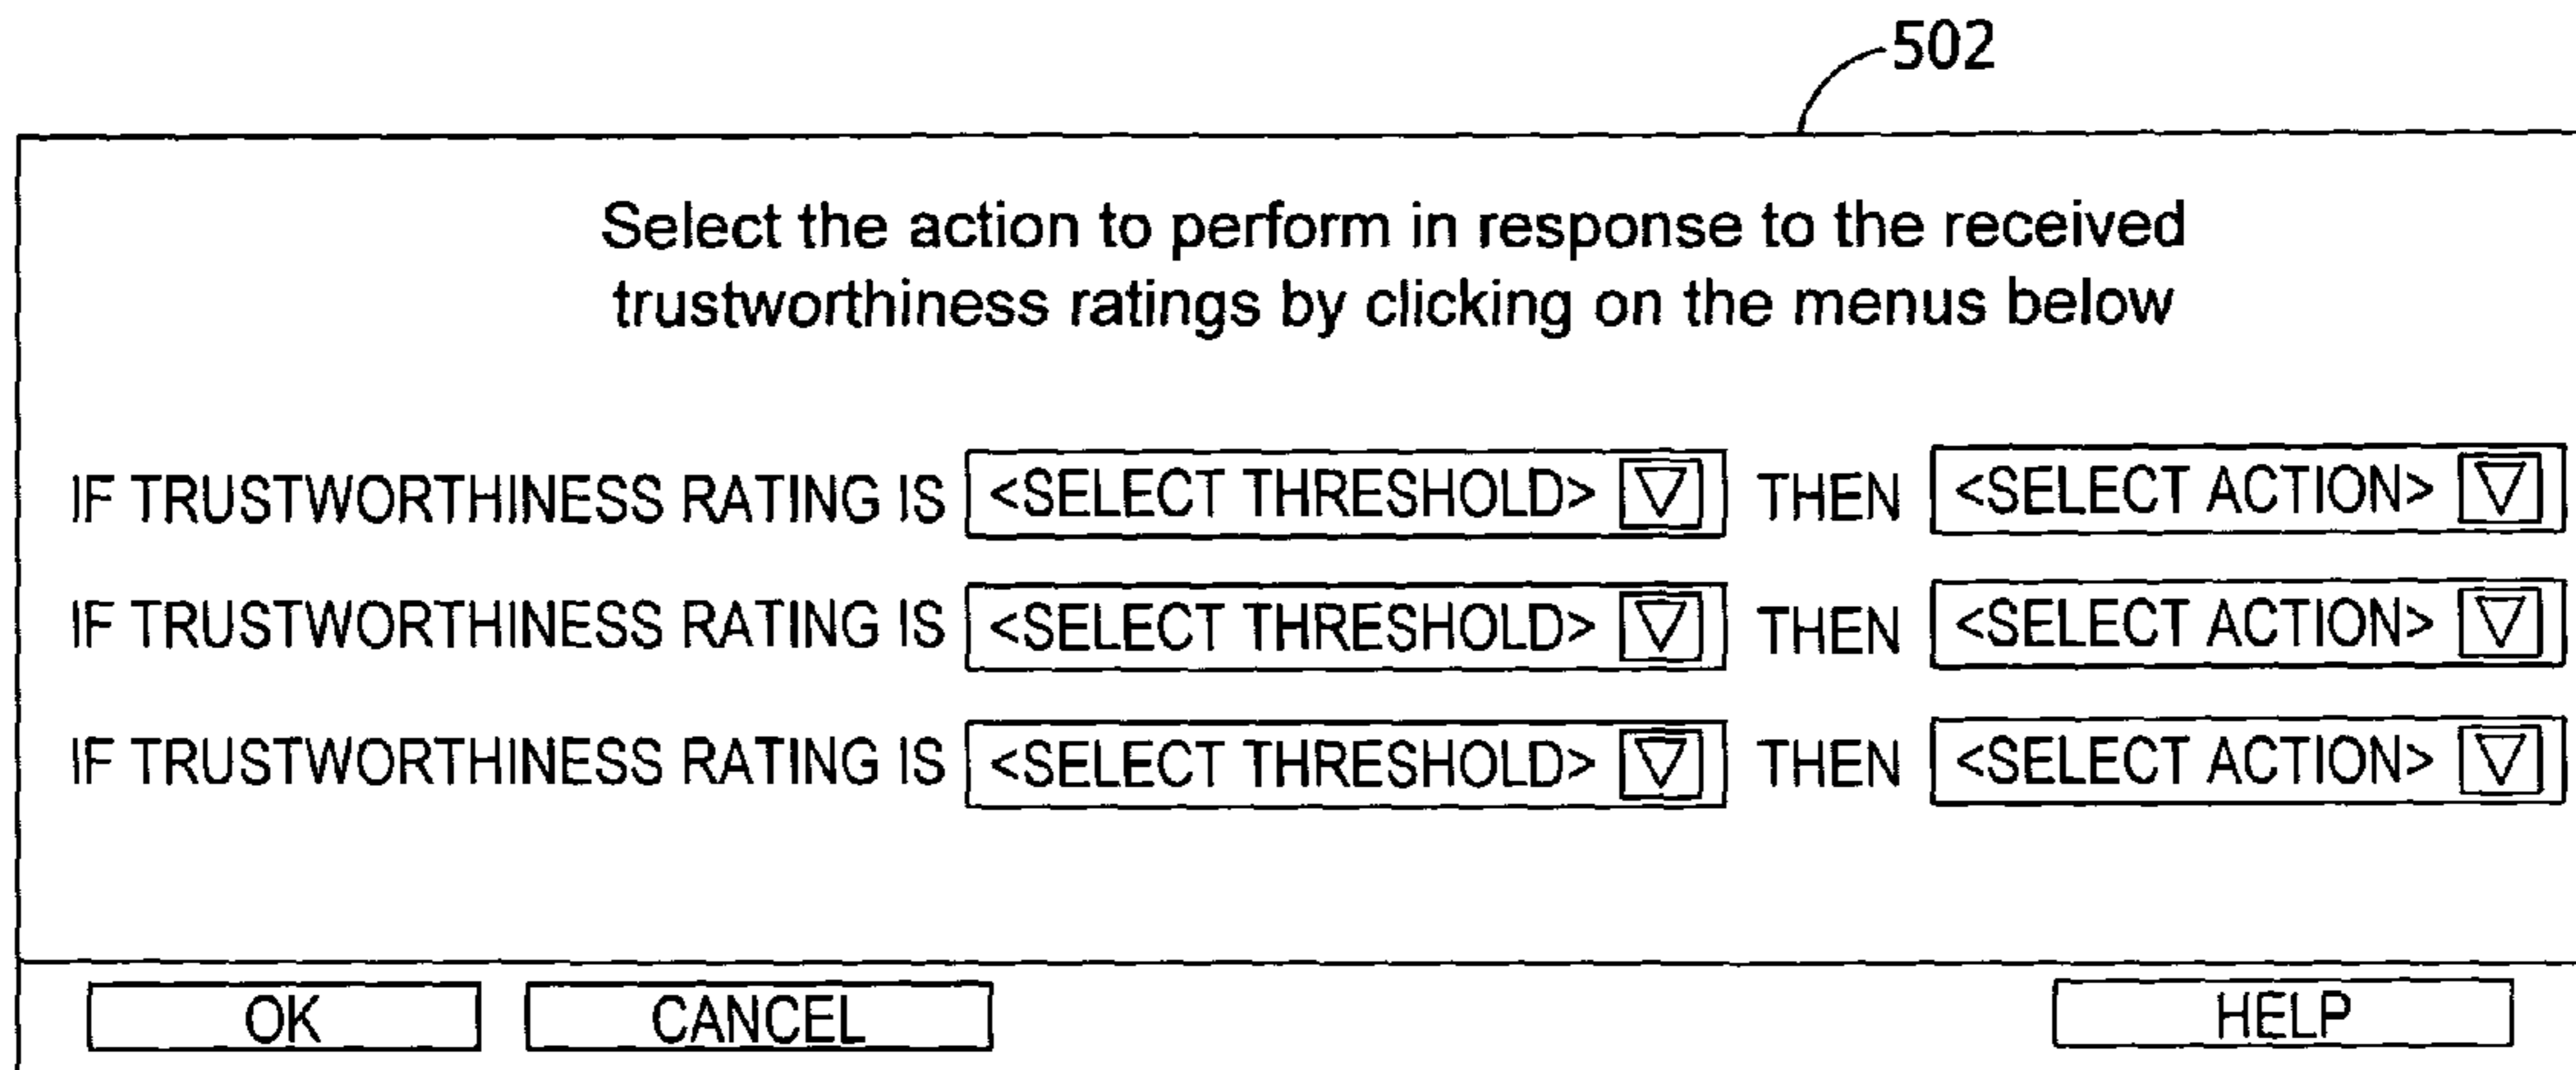 502
Select the action to perform in response to the received
trustworthiness ratings by clicking on the menus below
IF TRUSTWORTHINESS RATING IS <SELECT THRESHOLD> THEN <SELECT ACTION>
IF TRUSTWORTHINESS RATING IS <SELECT THRESHOLD> THEN <SELECT ACTION>
IF TRUSTWORTHINESS RATING IS <SELECT THRESHOLD> THEN <SELECT ACTION>
OK CANCEL HELP